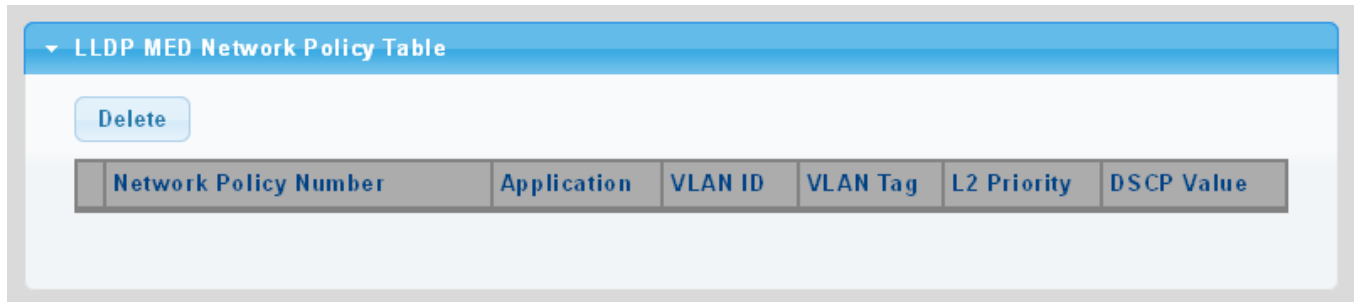 LLDP MED Network Policy Table
Delete
Network Policy Number Application VLAN ID VLAN Tag L2 Priority DSCP Value